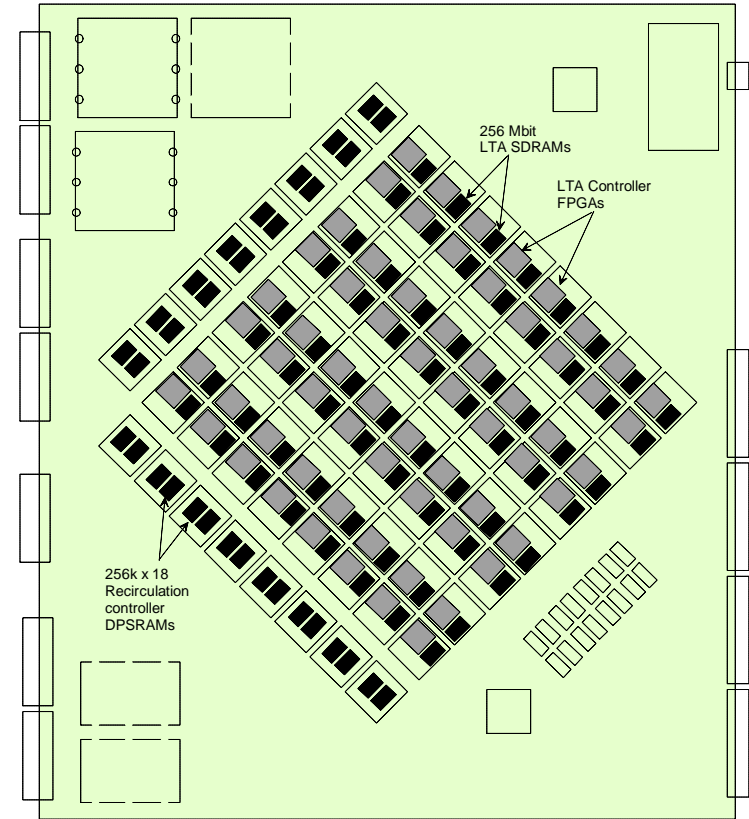 256 Mbit
LTA SDRAMs
LTA Controller
FPGAs
256k x 18
Recirculation
controller
DPSRAMs